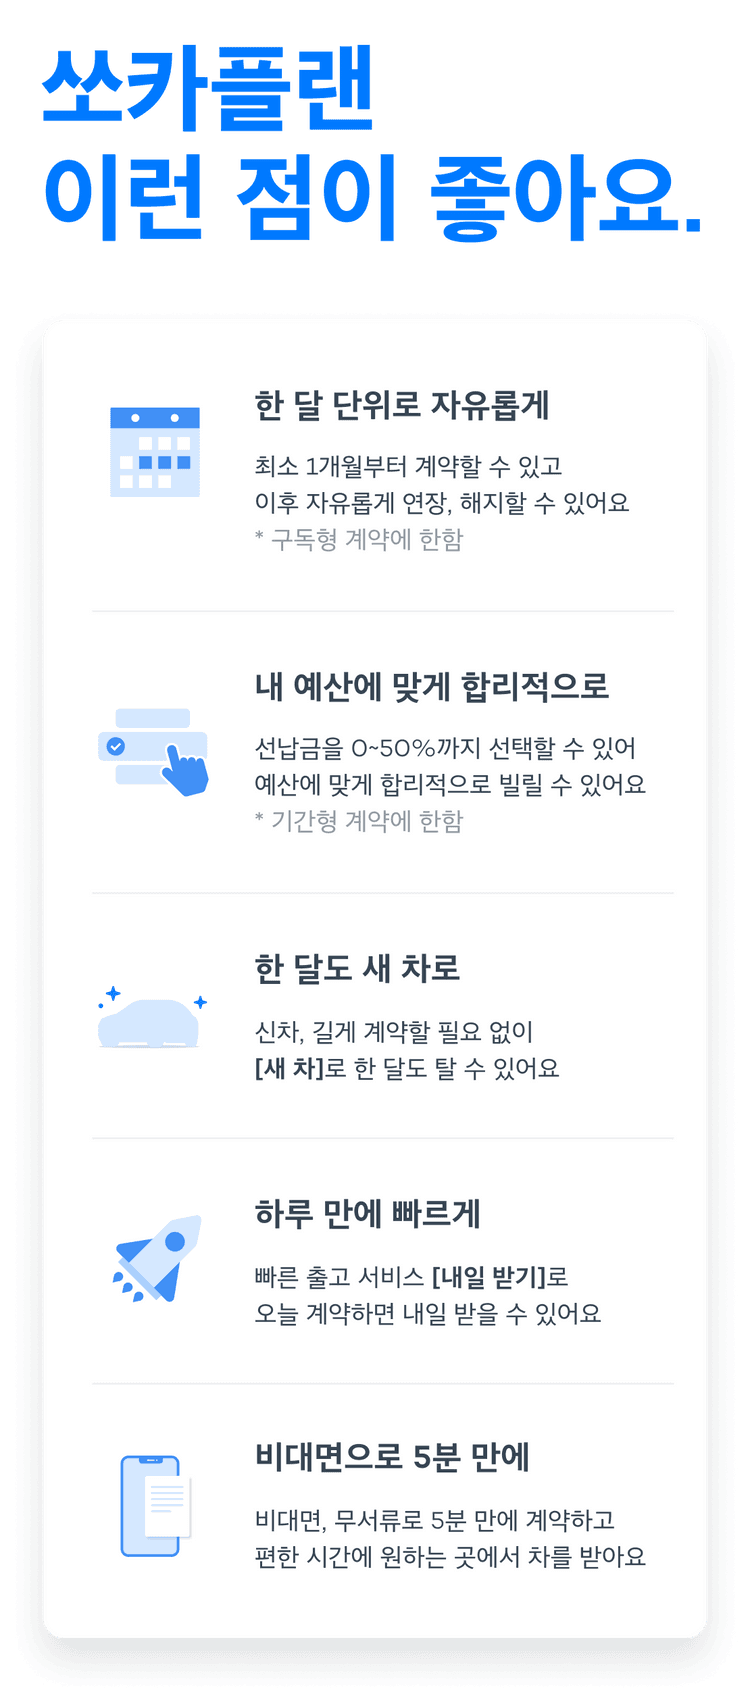 쏘카플랜
이런 점이 좋아요.
한 달 단위로 자유롭게
최소 1개월부터 계약할 수 있고
이후 자유롭게 연장, 해지할 수 있어요
* 구독형 계약에 한함
내 예산에 맞게 합리적으로
선납금을 0~50%까지 선택할 수 있어
예산에 맞게 합리적으로 빌릴 수 있어요
* 기간형 계약에 한함
한 달도 새 차로
신차, 길게 계약할 필요 없이
[새 차]로 한 달도 탈 수 있어요
하루 만에 빠르게
빠른 출고 서비스 [내일 받기]로
오늘 계약하면 내일 받을 수 있어요
비대면으로 5분 만에
비대면, 무서류로 5분 만에 계약하고
편한 시간에 원하는 곳에서 차를 받아요